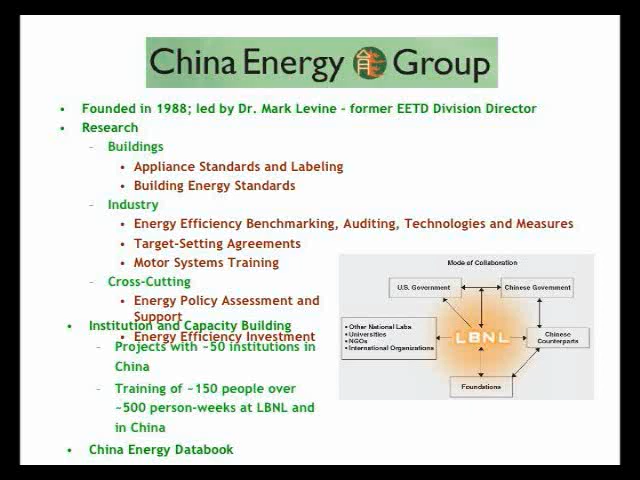 China Energy Group
• Founded in 1988; led by Dr. Mark Levine - former EETD Division Director
• Research
– Buildings
• Appliance Standards and Labeling
• Building Energy Standards
– Industry
• Energy Efficiency Benchmarking, Auditing, Technologies and Measures
• Target-Setting Agreements
• Motor Systems Training
– Cross-Cutting
• Energy Policy Assessment and
Support
• Energy Efficiency Investment
• Institution and Capacity Building
– Projects with ~50 institutions in
China
– Training of ~150 people over
~500 person-weeks at LBNL and
in China
• China Energy Databook
Mode of Collaboration
U.S. Government
Chinese Government
• Other National Labs
• Universities
• NGOs
• International Organizations
LBNL
Chinese
Counterparts
Foundations